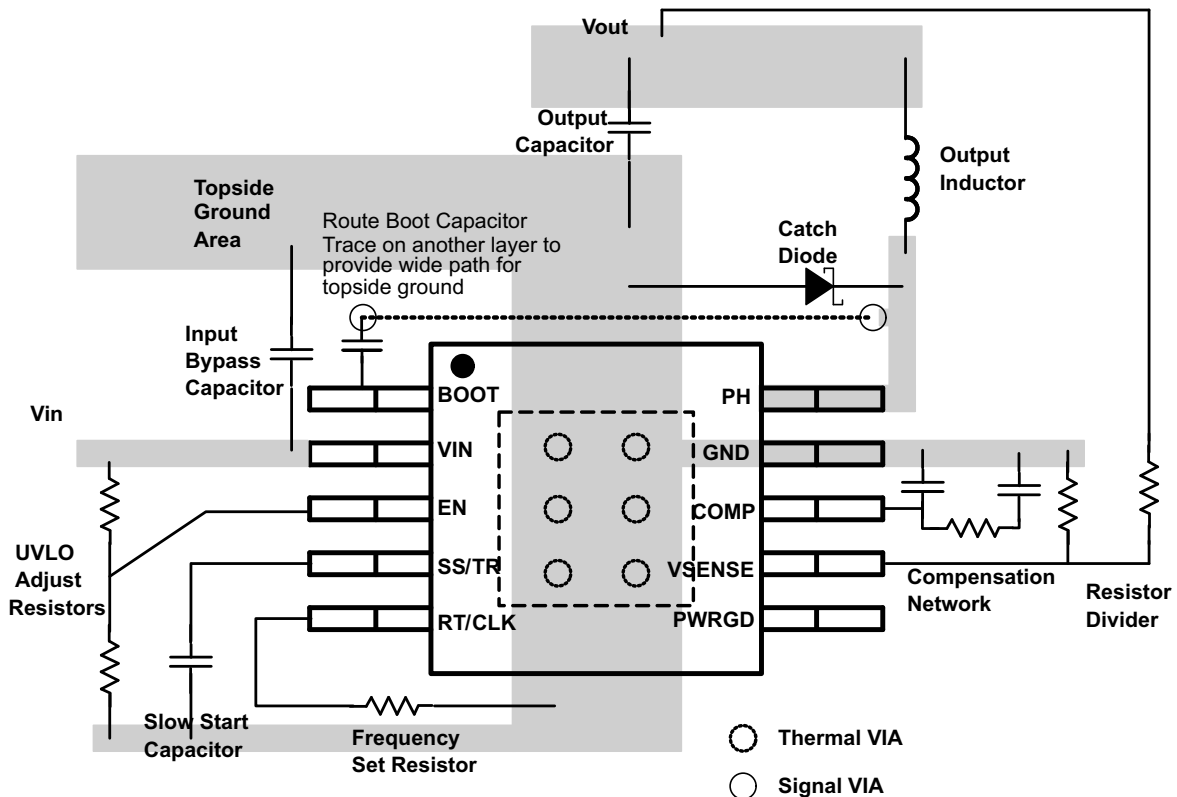 Vout
Output
Capacitor
Output
Inductor
Topside
Ground
Area
Route Boot Capacitor
Trace on another layer to
provide wide path for
topside ground
Catch
Diode
Input
Bypass
Capacitor
Vin
BOOT
VIN
EN
SS/TR
RT/CLK
PH
GND
COMP
VSENSE
PWRGD
UVLO
Adjust
Resistors
Compensation
Network
Resistor
Divider
Slow Start
Capacitor
Frequency
Set Resistor
Thermal VIA
Signal VIA